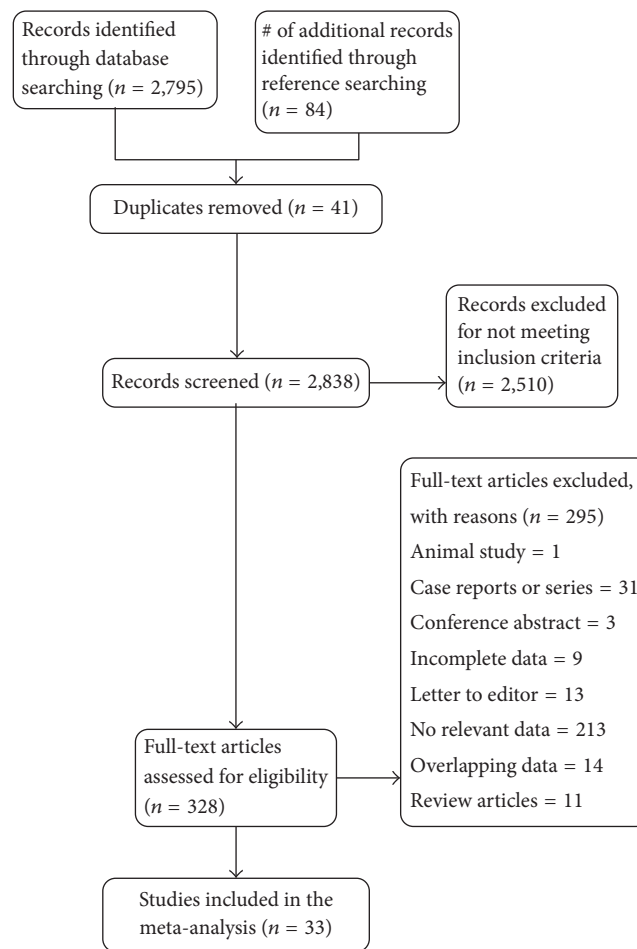 Records identified
through database
searching (n = 2,795)
# of additional records
identified through
reference searching
(n = 84)
Duplicates removed (n = 41)
Records excluded
for not meeting
inclusion criteria
(n = 2,510)
Records screened (n = 2,838)
Full-text articles excluded,
with reasons (n = 295)
Animal study = 1
Case reports or series = 31
Conference abstract = 3
Incomplete data = 9
Letter to editor = 13
No relevant data = 213
Overlapping data = 14
Review articles = 11
Full-text articles
assessed for eligibility
(n = 328)
Studies included in the
meta-analysis (n = 33)